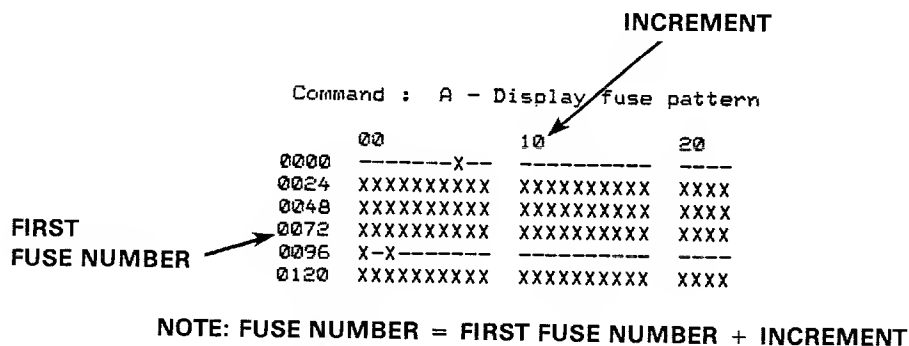 INCREMENT
Command : A - Display fuse pattern
00 10 20
0000 -------X-- ---------- ----
0024 XXXXXXXXXX XXXXXXXXXX XXXX
0048 XXXXXXXXXX XXXXXXXXXX XXXX
0072 XXXXXXXXXX XXXXXXXXXX XXXX
0096 X-X------- ---------- ----
0120 XXXXXXXXXX XXXXXXXXXX XXXX
FIRST
FUSE NUMBER
NOTE: FUSE NUMBER = FIRST FUSE NUMBER + INCREMENT